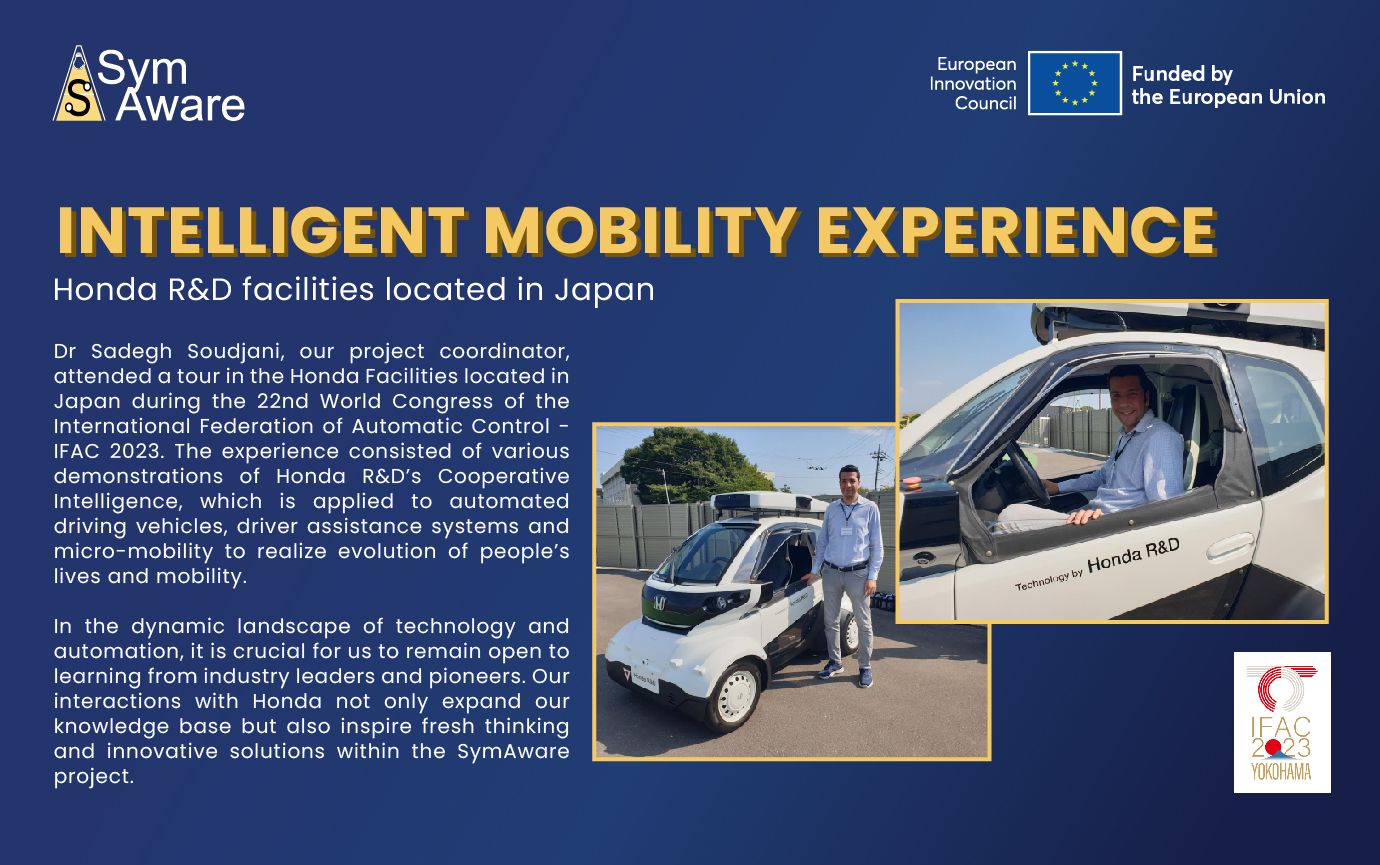 Sym
Aware
S
European
Innovation
Council
Funded by
the European Union
INTELLIGENT MOBILITY EXPERIENCE
Honda R&D facilities located in Japan
Dr Sadegh Soudjani, our project coordinator,
attended a tour in the Honda Facilities located in
Japan during the 22nd World Congress of the
International Federation of Automatic Control -
IFAC 2023. The experience consisted of various
demonstrations of Honda R&D’s Cooperative
Intelligence, which is applied to automated
driving vehicles, driver assistance systems and
micro-mobility to realize evolution of people’s
lives and mobility.
In the dynamic landscape of technology and
automation, it is crucial for us to remain open to
learning from industry leaders and pioneers. Our
interactions with Honda not only expand our
knowledge base but also inspire fresh thinking
and innovative solutions within the SymAware
project.
Honda R&D
Honda R&D
Technology by Honda R&D
IFAC
2023
YOKOHAMA